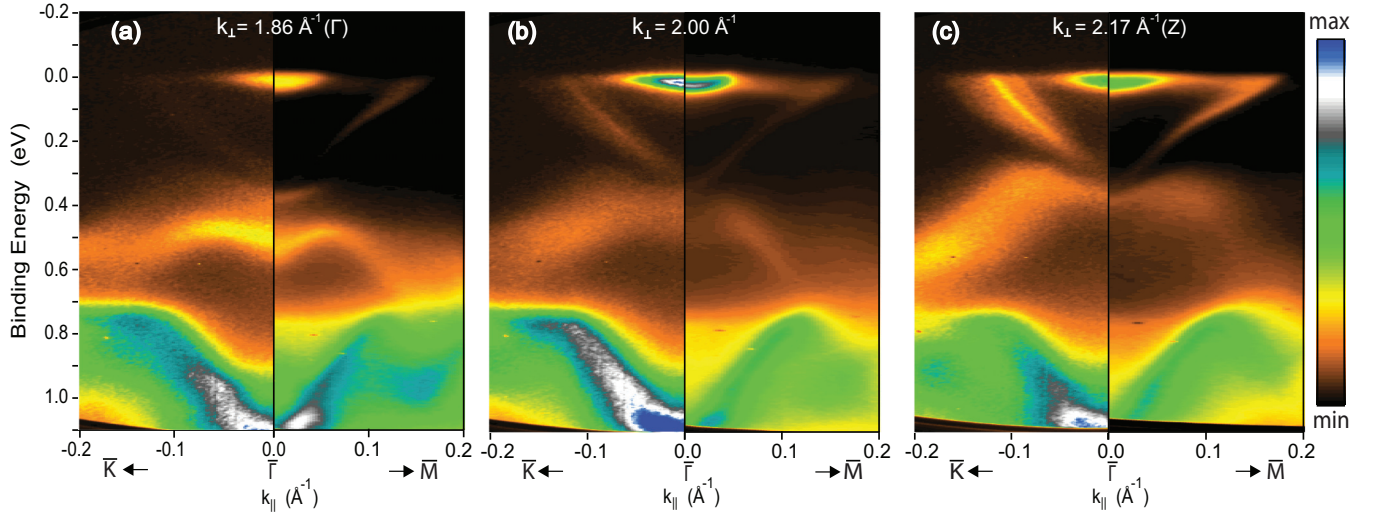 (a) k⊥= 1.86 Å⁻¹(Γ)
(b) k⊥= 2.00 Å⁻¹
(c) k⊥= 2.17 Å⁻¹(Z)
max
min
Binding Energy (eV)
-0.2
0.0
0.2
0.4
0.6
0.8
1.0
-0.2 -0.1 0.0 0.1 0.2
-0.2 -0.1 0.0 0.1 0.2
-0.2 -0.1 0.0 0.1 0.2
K̅ ← Γ̅ → M̅
K̅ ← Γ̅ → M̅
K̅ ← Γ̅ → M̅
k|| (Å⁻¹)
k|| (Å⁻¹)
k|| (Å⁻¹)